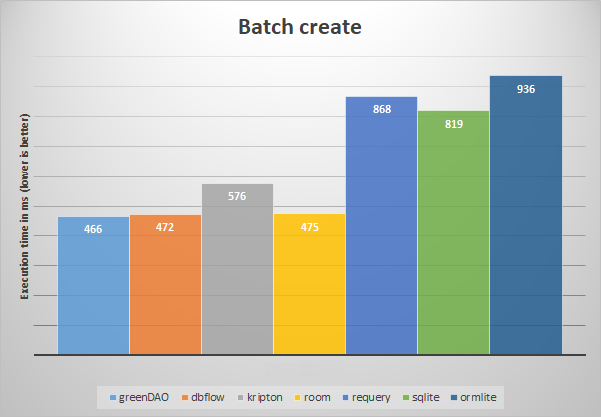 Batch create
Execution time in ms (lower is better)
466
472
576
475
868
819
936
greenDAO dbflow kripton room requery sqlite ormlite